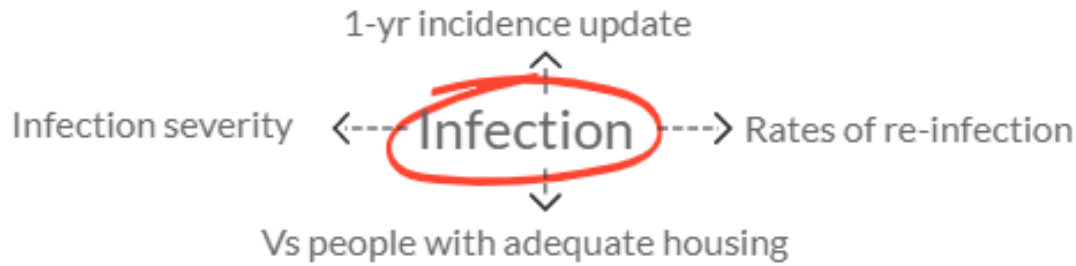 1-yr incidence update
Infection severity
Infection
Rates of re-infection
Vs people with adequate housing